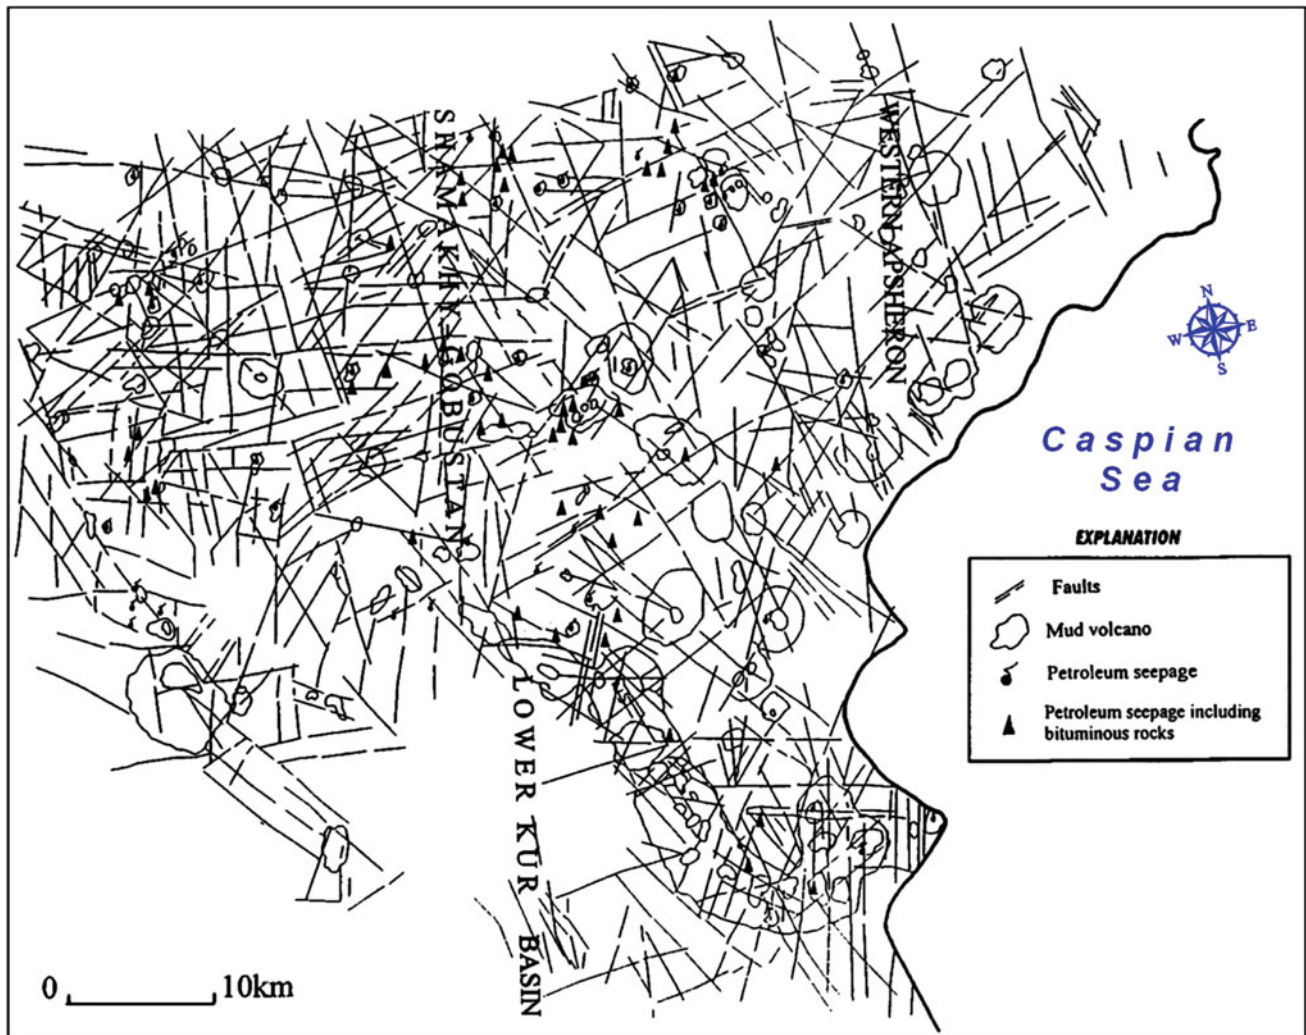 SHAMAKHY-GOBUSTAN
WESTERN APSHERON
LOWER KUR BASIN
N
W
E
S
Caspian
Sea
EXPLANATION
Faults
Mud volcano
Petroleum seepage
Petroleum seepage including
bituminous rocks
0
10km